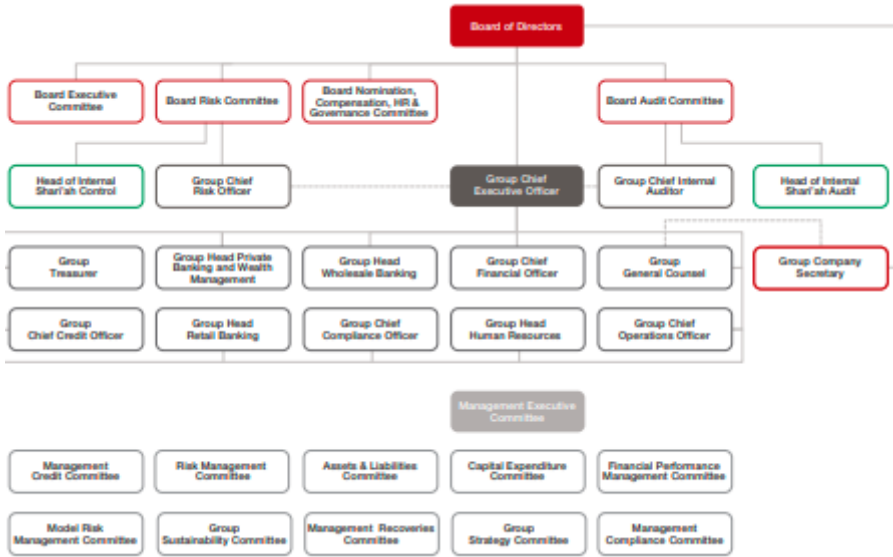 Board of Directors
Board Executive
Committee
Board Risk Committee
Board Nomination,
Compensation, HR &
Governance Committee
Board Audit Committee
Head of Internal
Shari'ah Control
Group Chief
Risk Officer
Group Chief
Executive Officer
Group Chief Internal
Auditor
Head of Internal
Shari'ah Audit
Group
Treasurer
Group Head Private
Banking and Wealth
Management
Group Head
Wholesale Banking
Group Chief
Financial Officer
Group
General Counsel
Group Company
Secretary
Group
Chief Credit Officer
Group Head
Retail Banking
Group Chief
Compliance Officer
Group Head
Human Resources
Group Chief
Operations Officer
Management Executive
Committee
Management
Credit Committee
Risk Management
Committee
Assets & Liabilities
Committee
Capital Expenditure
Committee
Financial Performance
Management Committee
Model Risk
Management Committee
Group
Sustainability Committee
Management Recoveries
Committee
Group
Strategy Committee
Management
Compliance Committee